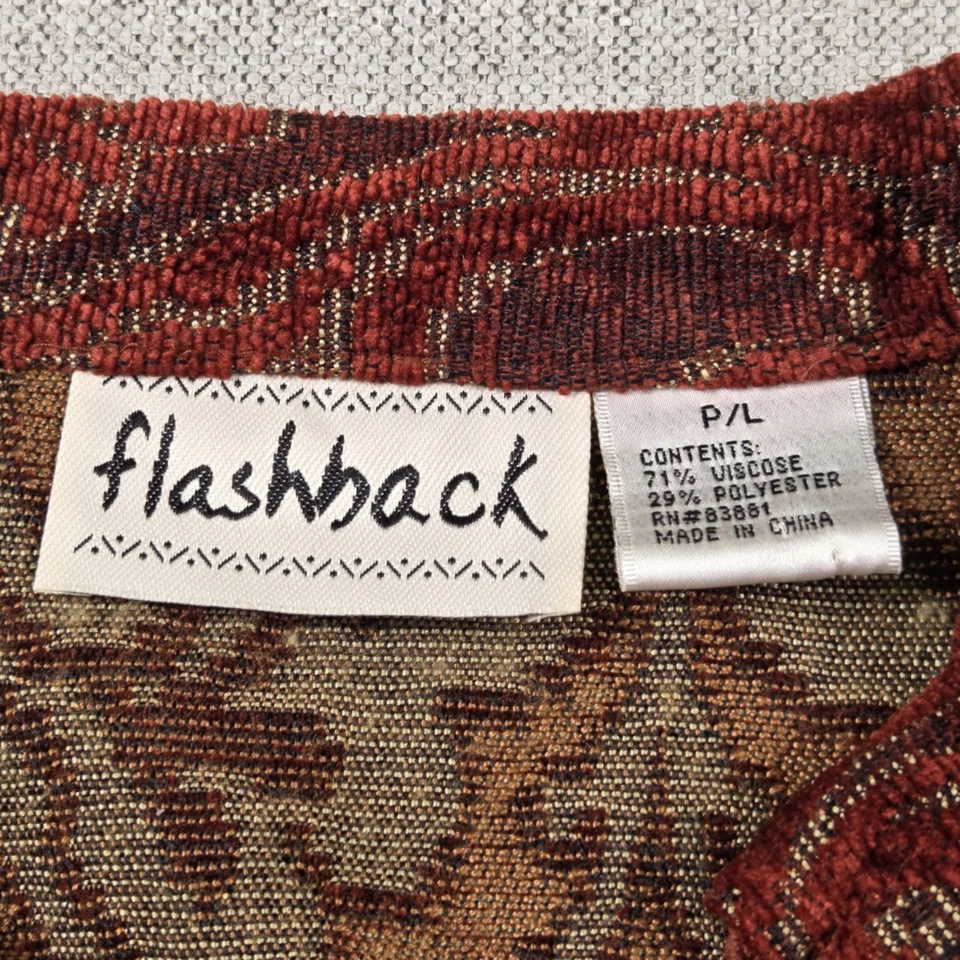 flashback
P/L
CONTENTS:
71% VISCOSE
29% POLYESTER
RN#83881
MADE IN CHINA